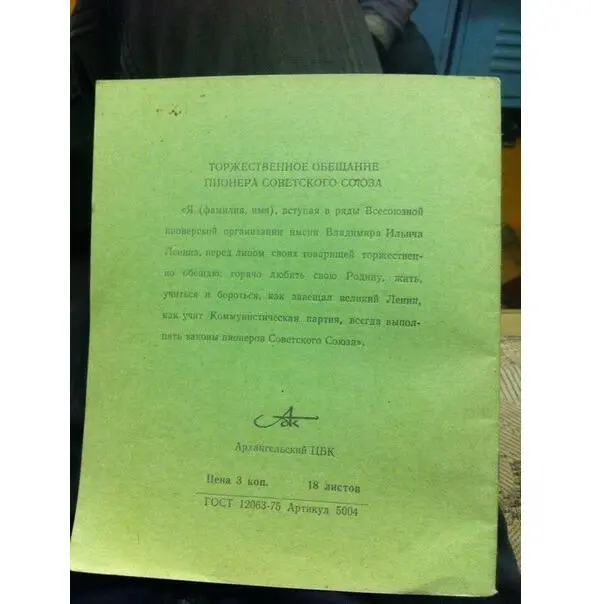 ТОРЖЕСТВЕННОЕ ОБЕЩАНИЕ
ПИОНЕРА СОВЕТСКОГО СОЮЗА
«Я (фамилия, имя), вступая в ряды Всесоюзной
пионерской организации имени Владимира Ильича
Ленина, перед лицом своих товарищей торжествен-
но обещаю: горячо любить свою Родину, жить,
учиться и бороться, как завещал великий Ленин,
как учит Коммунистическая партия, всегда выпол-
нять законы пионеров Советского Союза».
Архангельский ЦБК
Цена 3 коп. 18 листов
ГОСТ 12063-75 Артикул 5004